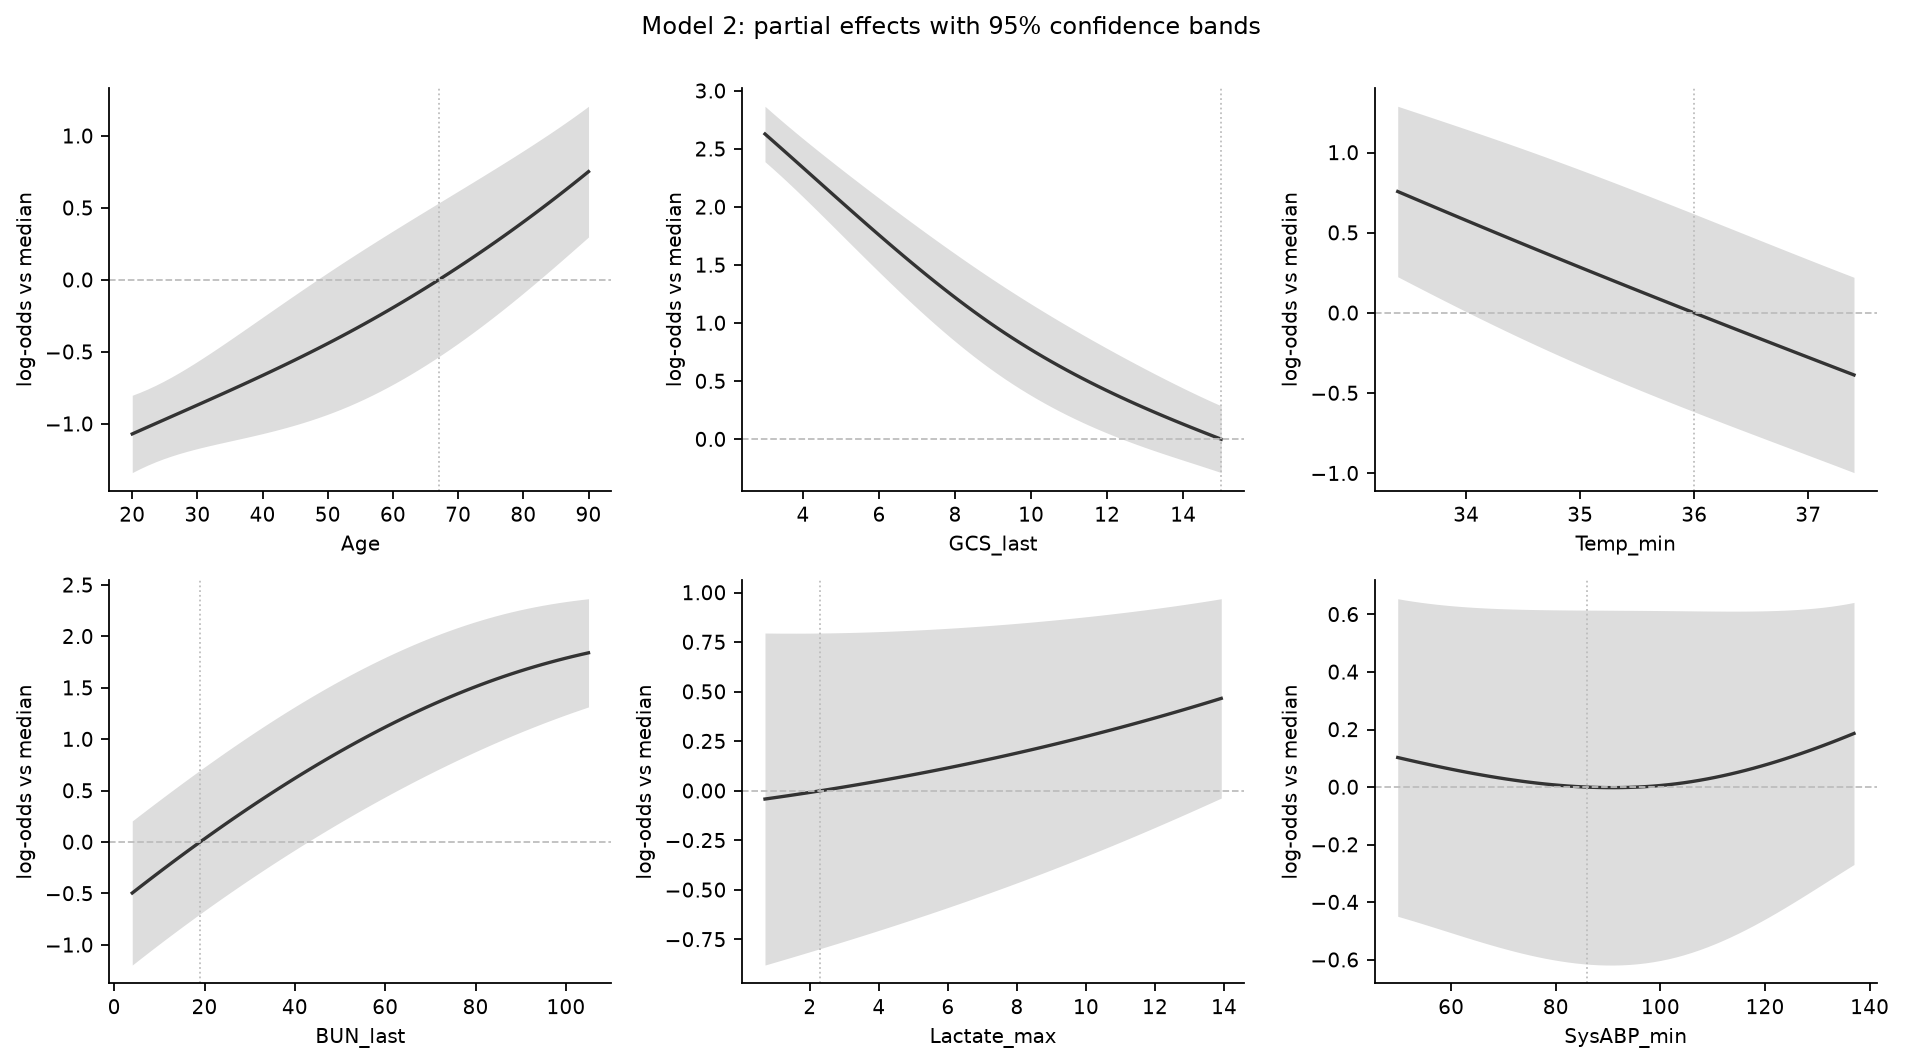 Model 2: partial effects with 95% confidence bands
log-odds vs median
1.0
0.5
0.0
−0.5
−1.0
20 30 40 50 60 70 80 90
Age
log-odds vs median
3.0
2.5
2.0
1.5
1.0
0.5
0.0
4 6 8 10 12 14
GCS_last
log-odds vs median
1.0
0.5
0.0
−0.5
−1.0
34 35 36 37
Temp_min
log-odds vs median
2.5
2.0
1.5
1.0
0.5
0.0
−0.5
−1.0
0 20 40 60 80 100
BUN_last
log-odds vs median
1.00
0.75
0.50
0.25
0.00
−0.25
−0.50
−0.75
2 4 6 8 10 12 14
Lactate_max
log-odds vs median
0.6
0.4
0.2
0.0
−0.2
−0.4
−0.6
60 80 100 120 140
SysABP_min